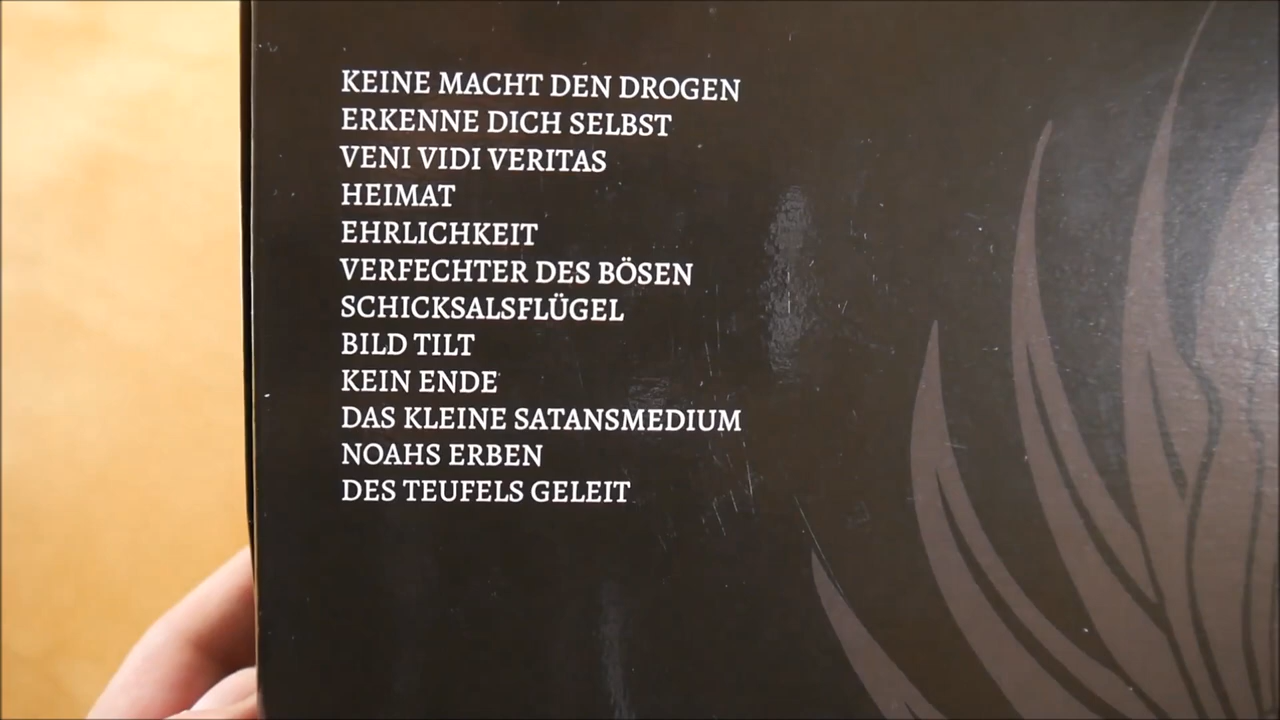 KEINE MACHT DEN DROGEN
ERKENNE DICH SELBST
VENI VIDI VERITAS
HEIMAT
EHRLICHKEIT
VERFECHTER DES BÖSEN
SCHICKSALSFLÜGEL
BILD TILT
KEIN ENDE
DAS KLEINE SATANSMEDIUM
NOAHS ERBEN
DES TEUFELS GELEIT